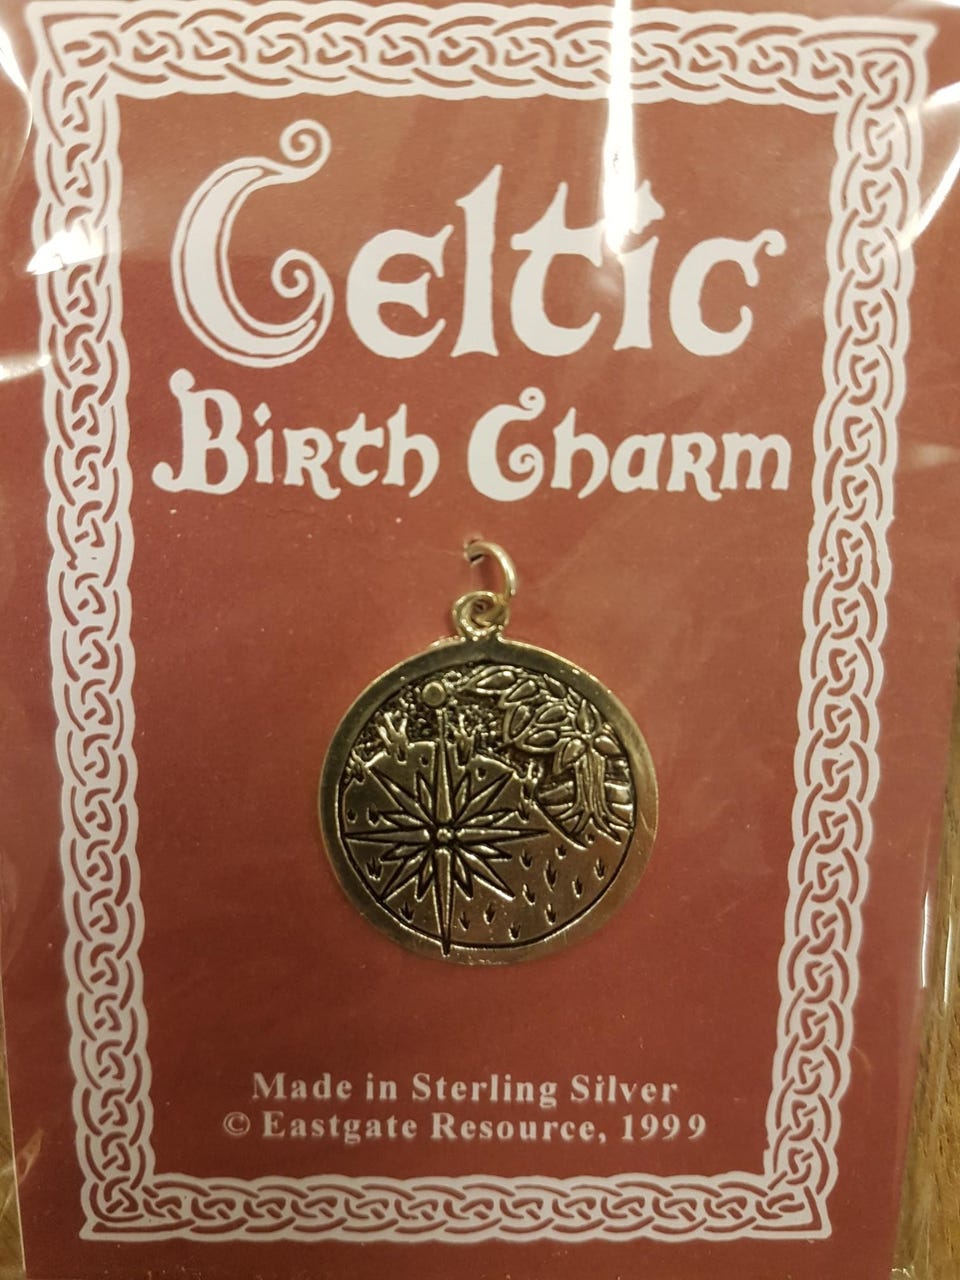 Celtic
Birth Charm
Made in Sterling Silver
© Eastgate Resource, 1999